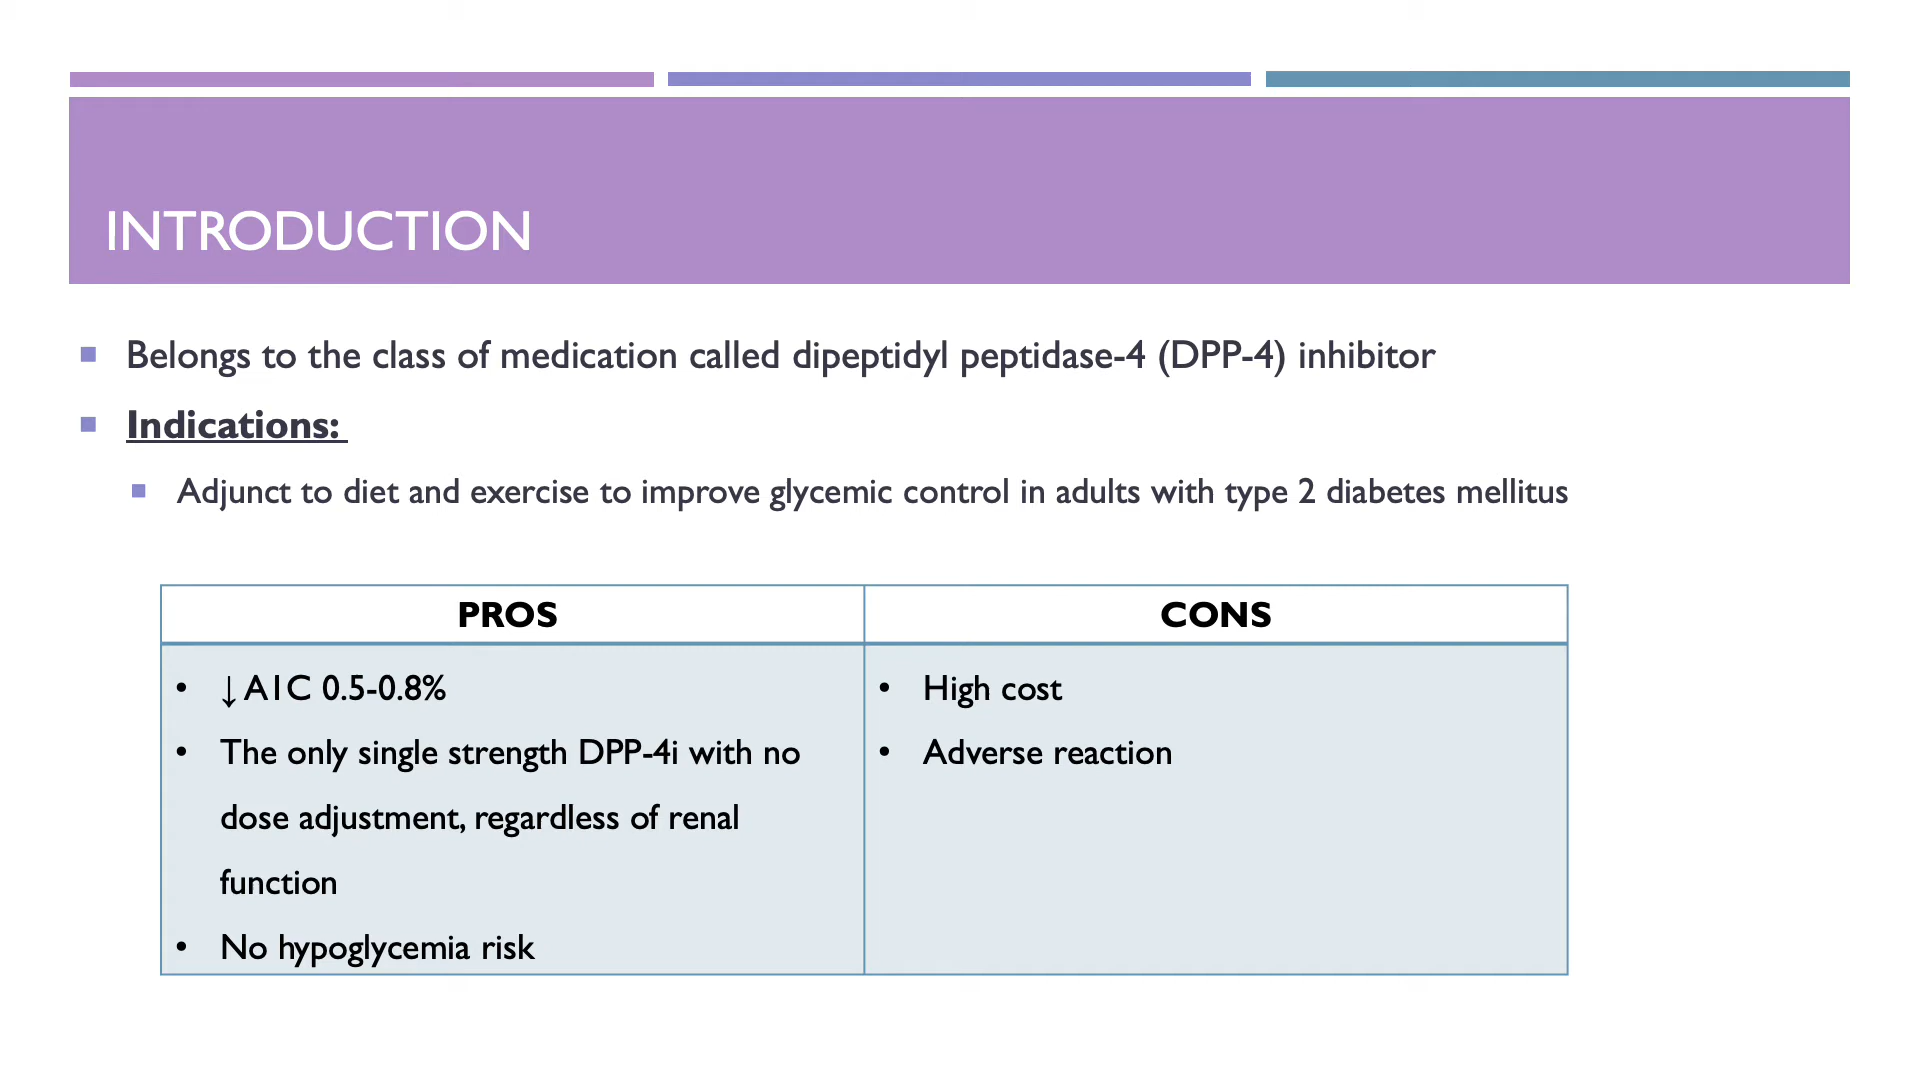 INTRODUCTION
Belongs to the class of medication called dipeptidyl peptidase-4 (DPP-4) inhibitor
Indications:
Adjunct to diet and exercise to improve glycemic control in adults with type 2 diabetes mellitus
PROS
• ↓ A1C 0.5-0.8%
• The only single strength DPP-4i with no
dose adjustment, regardless of renal
function
• No hypoglycemia risk
CONS
• High cost
• Adverse reaction